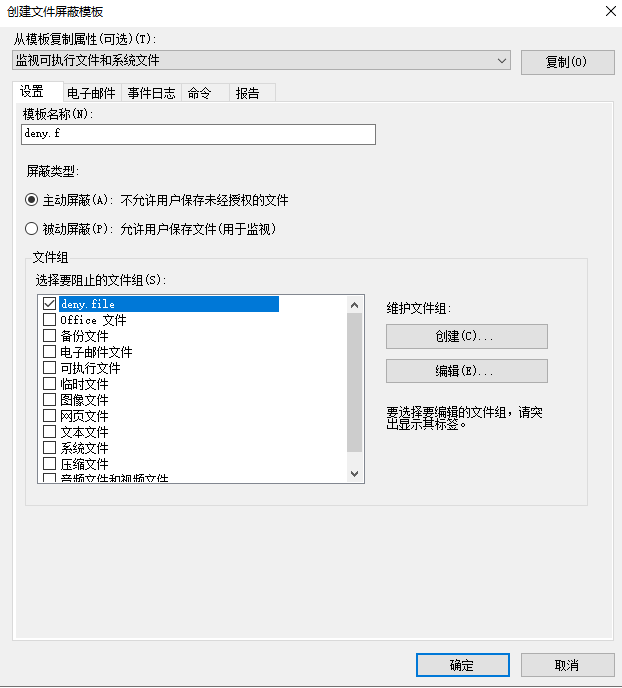 创建文件屏蔽模板
从模板复制属性(可选)(T):
监视可执行文件和系统文件
复制(O)
设置 电子邮件 事件日志 命令 报告
模板名称(N):
deny.f
屏蔽类型:
主动屏蔽(A): 不允许用户保存未经授权的文件
被动屏蔽(P): 允许用户保存文件(用于监视)
文件组
选择要阻止的文件组(S):
deny.file
Office 文件
备份文件
电子邮件文件
可执行文件
临时文件
图像文件
网页文件
文本文件
系统文件
压缩文件
音频文件和视频文件
维护文件组:
创建(C)...
编辑(E)...
要选择要编辑的文件组，请突
出显示其标签。
确定
取消